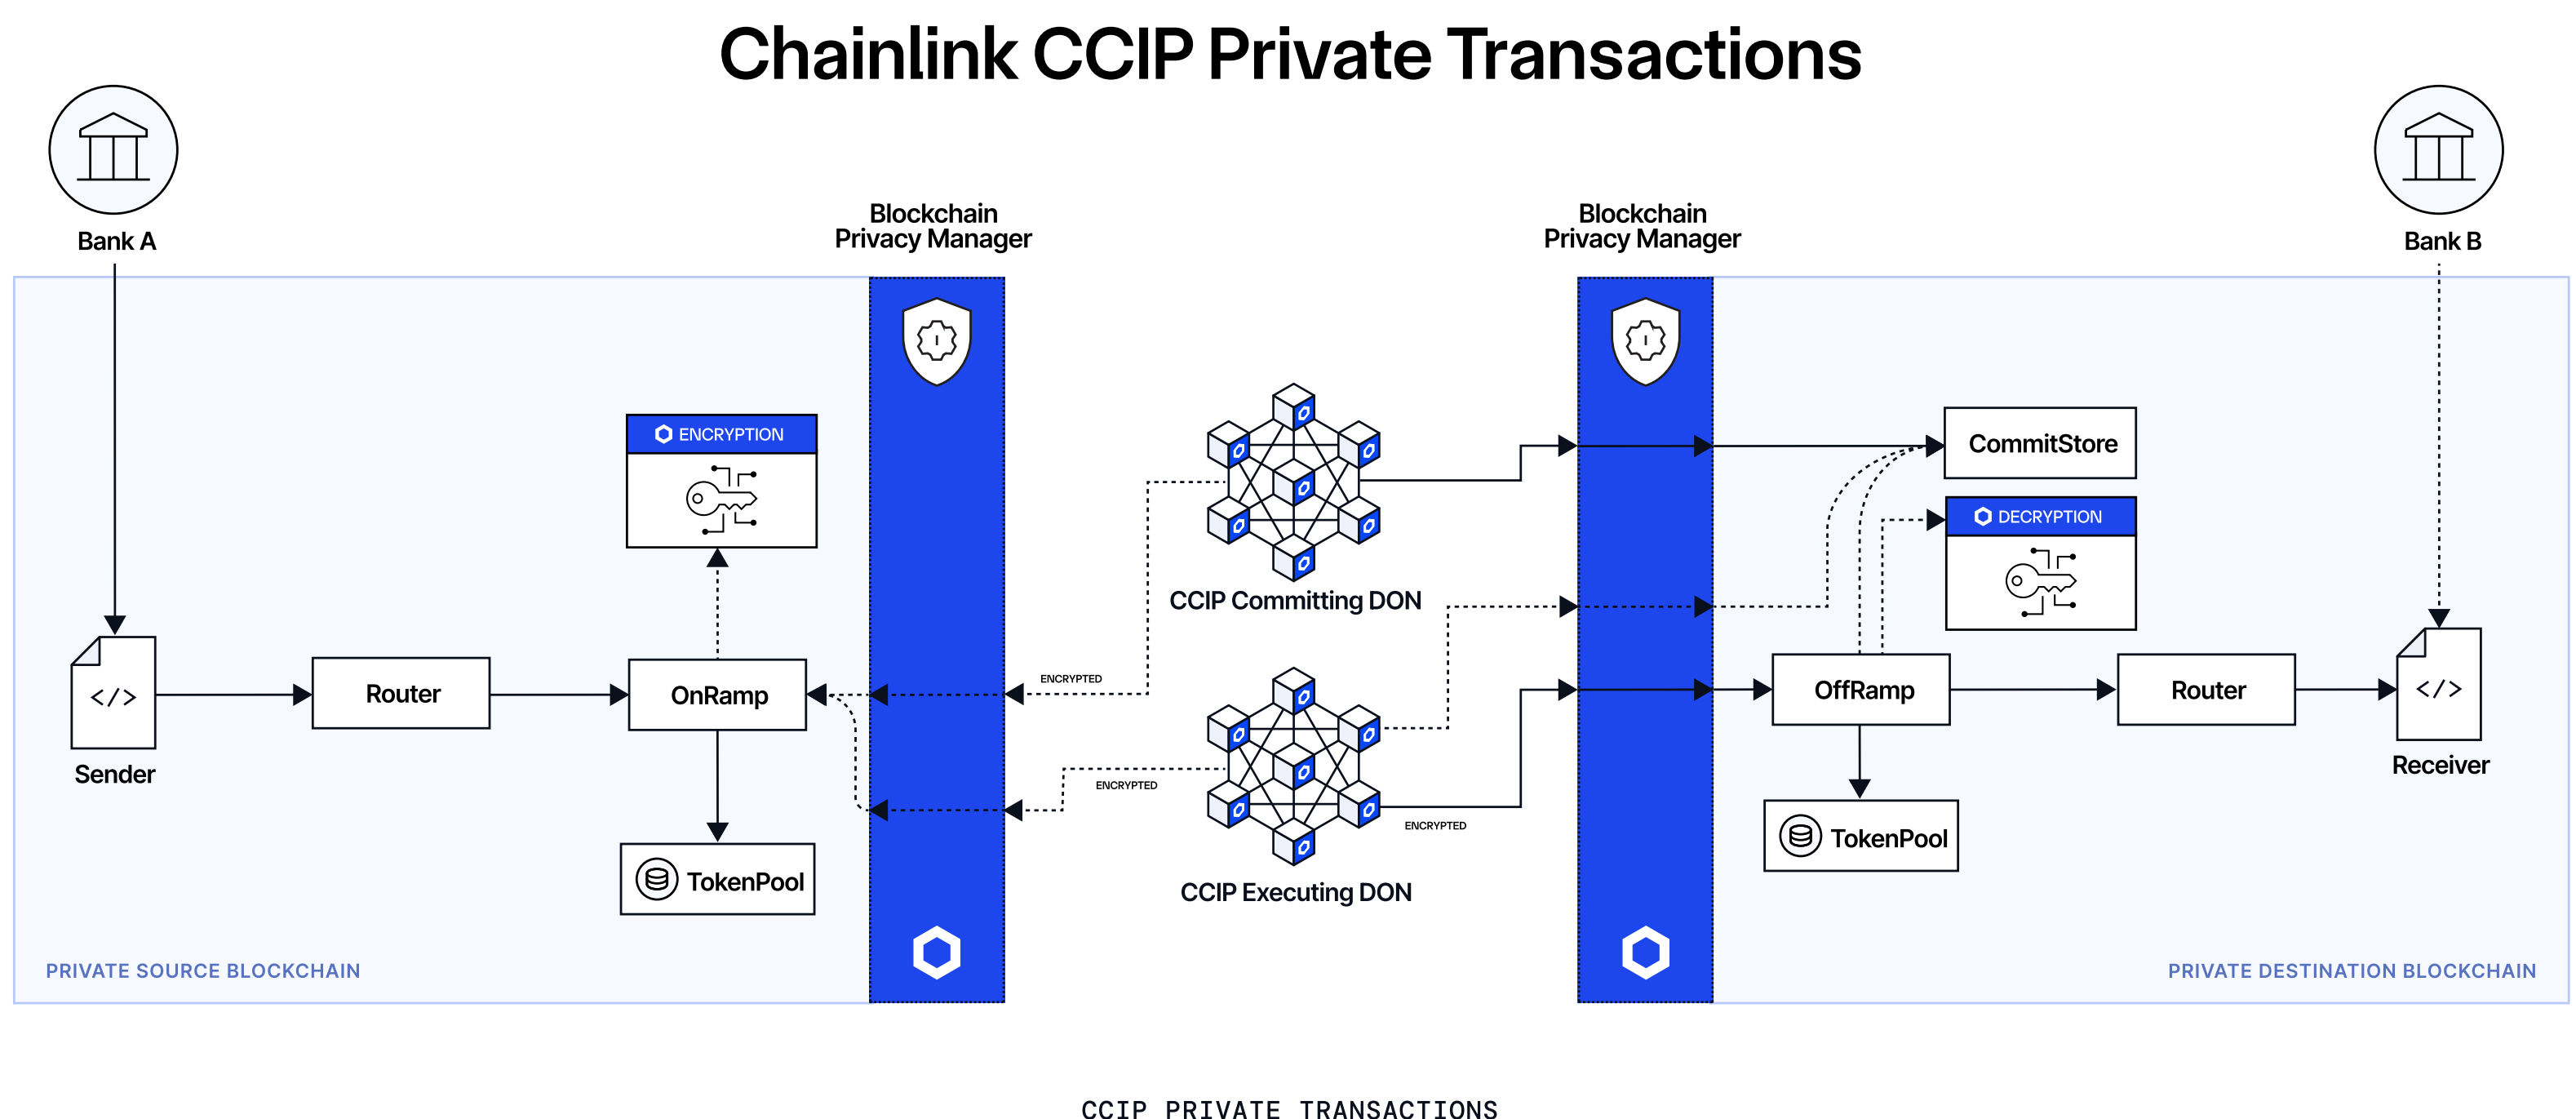 Chainlink CCIP Private Transactions
Bank A
Bank B
Blockchain
Privacy Manager
Blockchain
Privacy Manager
ENCRYPTION
CommitStore
DECRYPTION
CCIP Committing DON
ENCRYPTED
</>
Router
OnRamp
OffRamp
Router
</>
Sender
Receiver
ENCRYPTED
ENCRYPTED
TokenPool
TokenPool
CCIP Executing DON
PRIVATE SOURCE BLOCKCHAIN
PRIVATE DESTINATION BLOCKCHAIN
CCIP PRIVATE TRANSACTIONS